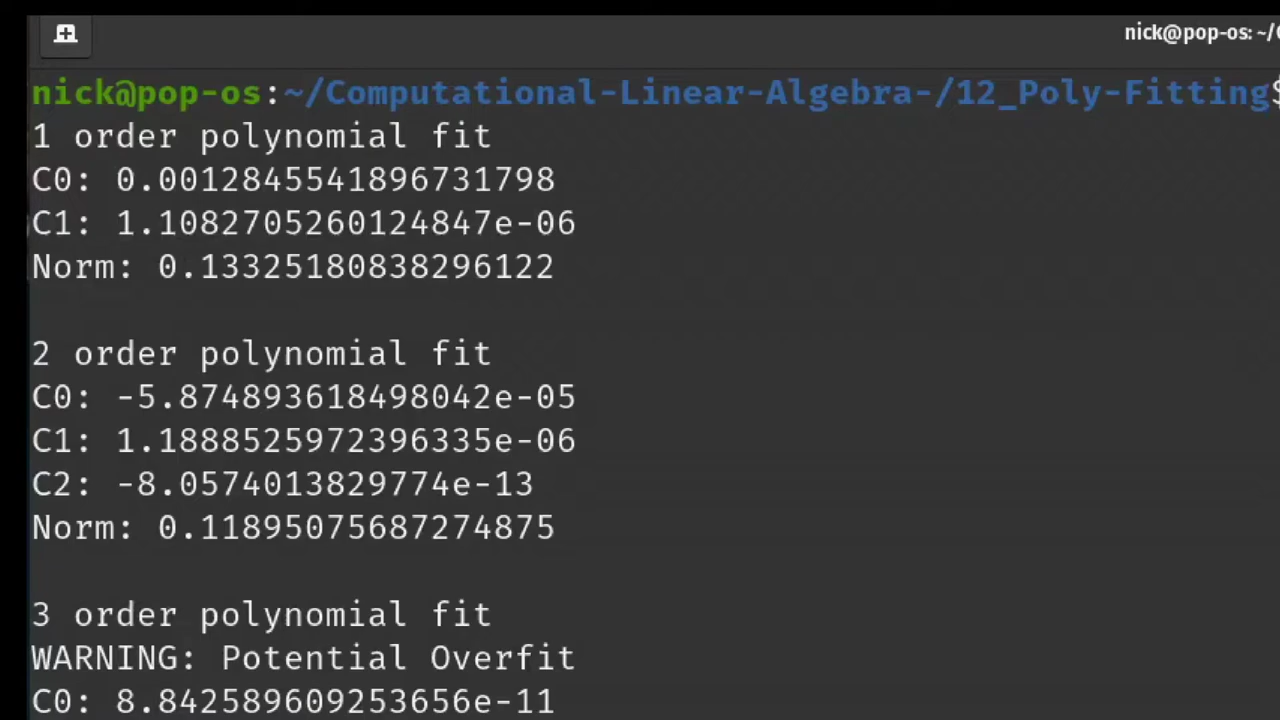 nick@pop-os: ~/
nick@pop-os:~/Computational-Linear-Algebra-/12_Poly-Fitting$
1 order polynomial fit
C0: 0.0012845541896731798
C1: 1.1082705260124847e-06
Norm: 0.13325180838296122
2 order polynomial fit
C0: -5.874893618498042e-05
C1: 1.1888525972396335e-06
C2: -8.0574013829774e-13
Norm: 0.11895075687274875
3 order polynomial fit
WARNING: Potential Overfit
C0: 8.842589609253656e-11